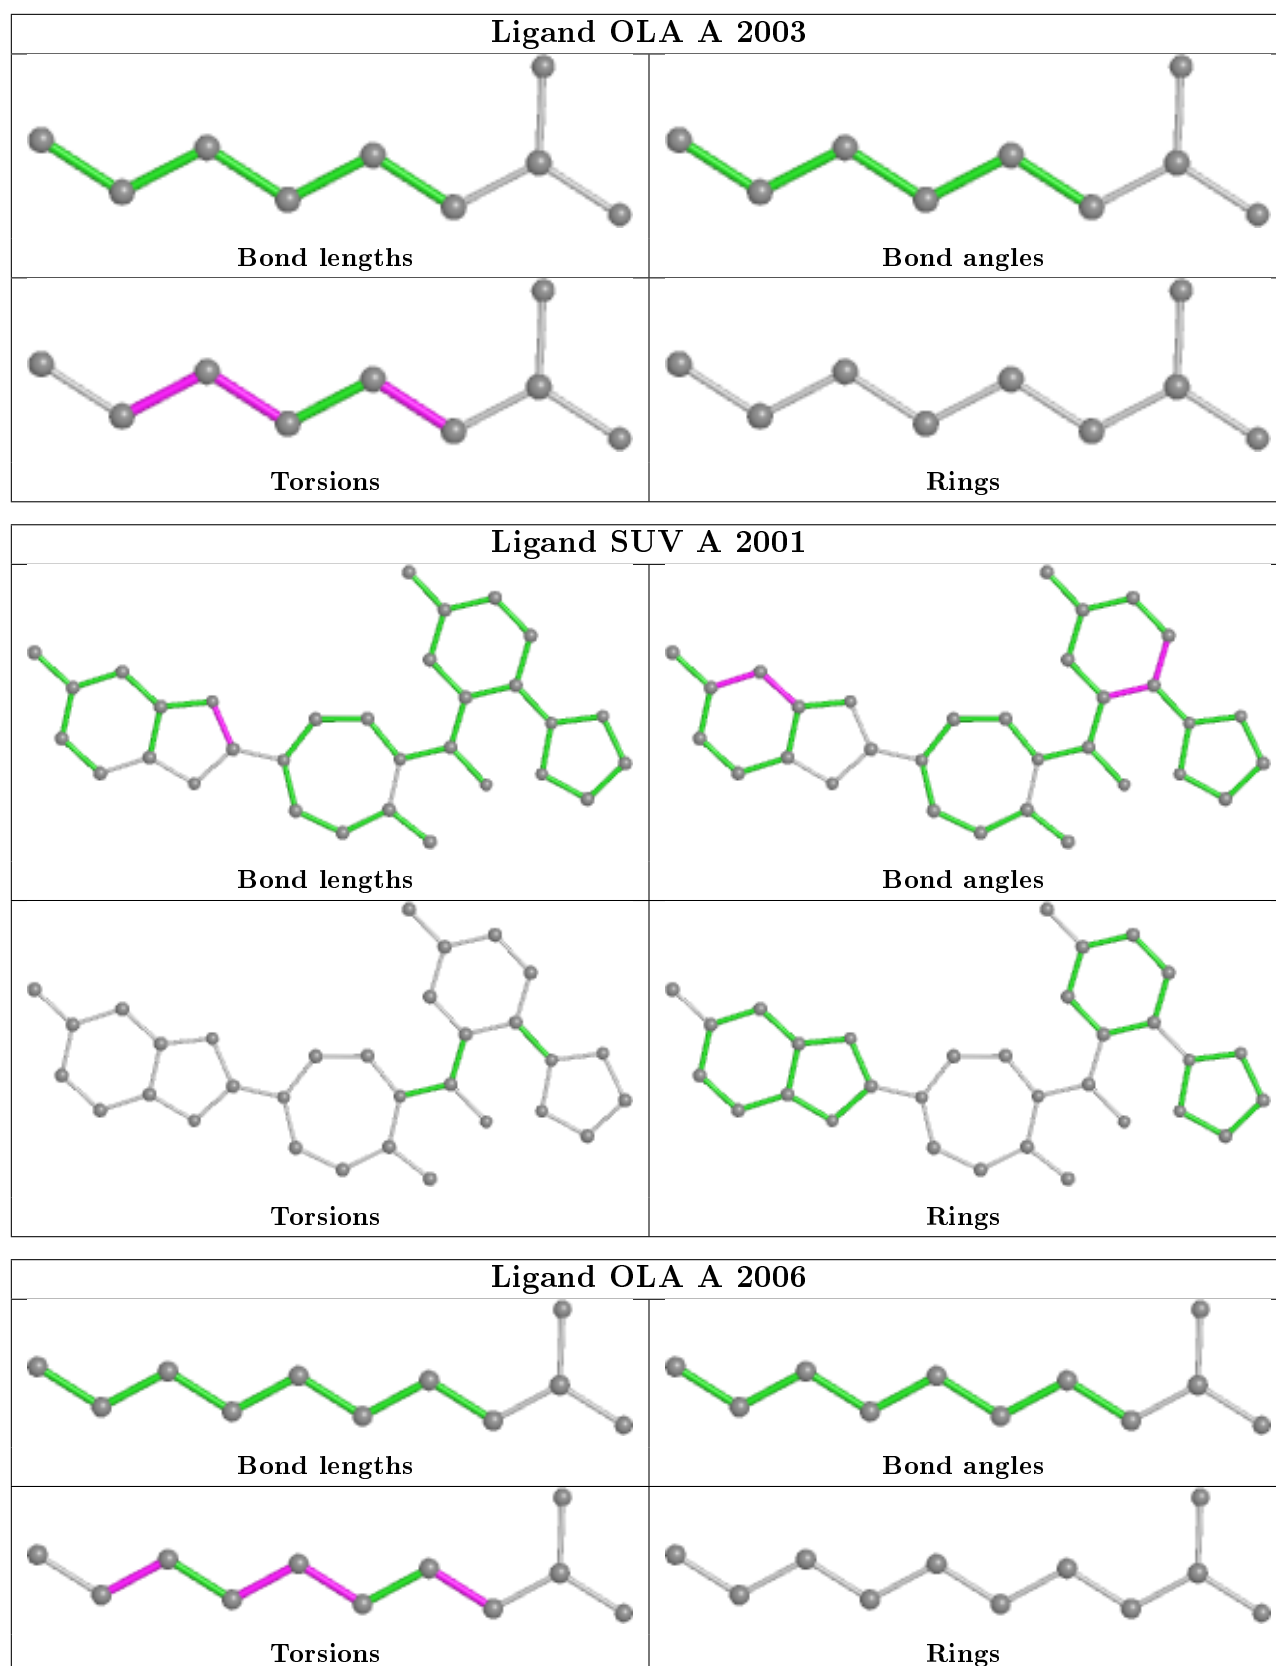 Ligand OLA A 2003
Bond lengths
Bond angles
Torsions
Rings
Ligand SUV A 2001
Bond lengths
Bond angles
Torsions
Rings
Ligand OLA A 2006
Bond lengths
Bond angles
Torsions
Rings